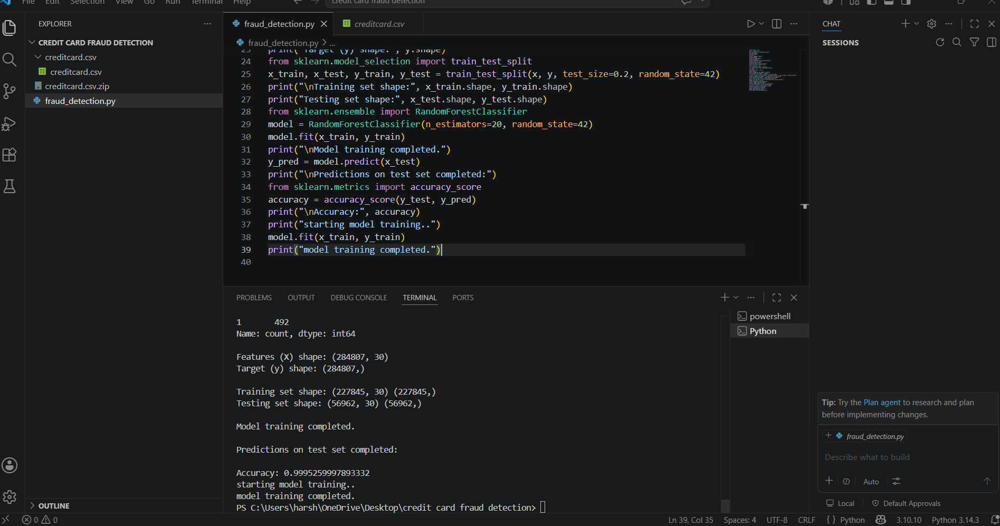 File Edit Selection View Go Run Terminal Help
credit card fraud detection
EXPLORER
CREDIT CARD FRAUD DETECTION
creditcard.csv
creditcard.csv
creditcard.csv.zip
fraud_detection.py
OUTLINE
fraud_detection.py
creditcard.csv
fraud_detection.py > ...
23 print("Target (y) shape:", y.shape)
24 from sklearn.model_selection import train_test_split
25 x_train, x_test, y_train, y_test = train_test_split(x, y, test_size=0.2, random_state=42)
26 print("\nTraining set shape:", x_train.shape, y_train.shape)
27 print("Testing set shape:", x_test.shape, y_test.shape)
28 from sklearn.ensemble import RandomForestClassifier
29 model = RandomForestClassifier(n_estimators=20, random_state=42)
30 model.fit(x_train, y_train)
31 print("\nModel training completed.")
32 y_pred = model.predict(x_test)
33 print("\nPredictions on test set completed:")
34 from sklearn.metrics import accuracy_score
35 accuracy = accuracy_score(y_test, y_pred)
36 print("\nAccuracy:", accuracy)
37 print("starting model training..")
38 model.fit(x_train, y_train)
39 print("model training completed.")
40
PROBLEMS OUTPUT DEBUG CONSOLE TERMINAL PORTS
1 492
Name: count, dtype: int64
Features (X) shape: (284807, 30)
Target (y) shape: (284807,)
Training set shape: (227845, 30) (227845,)
Testing set shape: (56962, 30) (56962,)
Model training completed.
Predictions on test set completed:
Accuracy: 0.9995259997893332
starting model training..
model training completed.
PS C:\Users\harsh\OneDrive\Desktop\credit card fraud detection>
powershell
Python
CHAT
SESSIONS
Tip: Try the Plan agent to research and plan
before implementing changes.
fraud_detection.py
Describe what to build
Auto
Local Default Approvals
0 0
Ln 39, Col 35 Spaces: 4 UTF-8 CRLF { } Python 3.10.10 Python 3.14.3